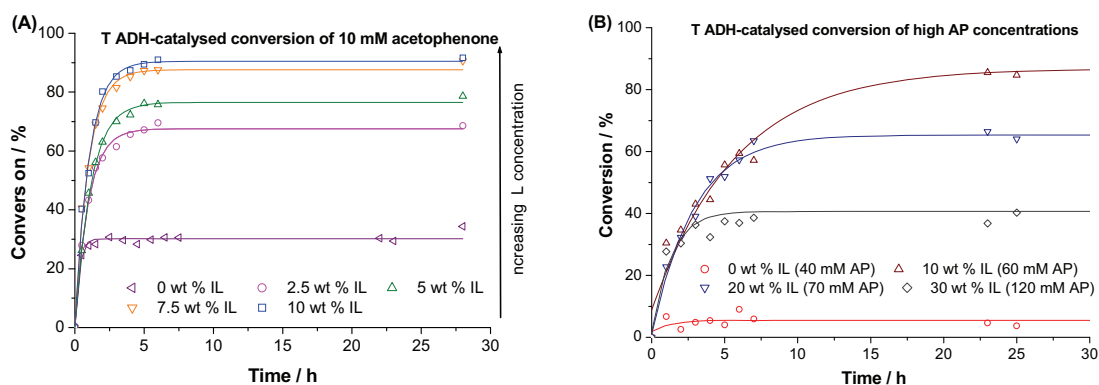 (A)
T ADH-catalysed conversion of 10 mM acetophenone
100
80
60
40
20
0
Convers on / %
ncreasing L concentration
0 wt % IL
2.5 wt % IL
5 wt % IL
7.5 wt % IL
10 wt % IL
0
5
10
15
20
25
30
Time / h
(B)
T ADH-catalysed conversion of high AP concentrations
100
80
60
40
20
0
Conversion / %
0 wt % IL (40 mM AP)
10 wt % IL (60 mM AP)
20 wt % IL (70 mM AP)
30 wt % IL (120 mM AP)
0
5
10
15
20
25
30
Time / h